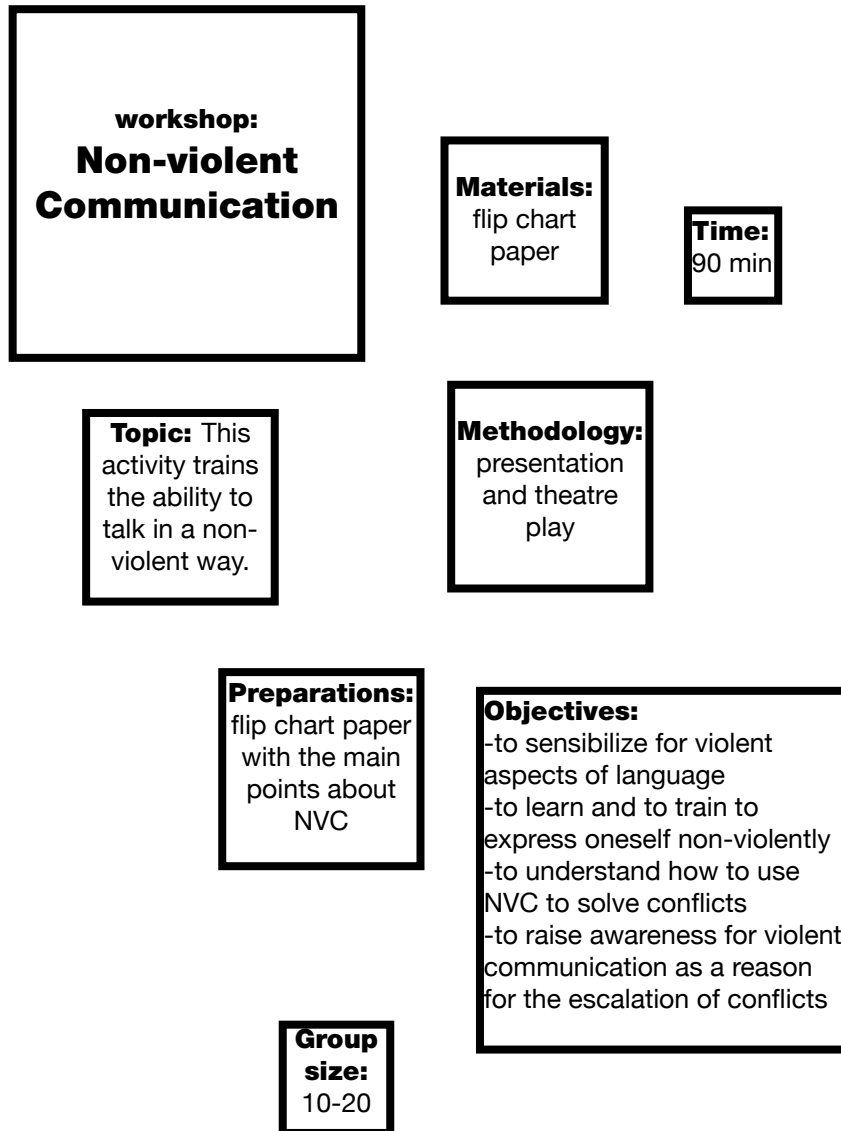 workshop:
Non-violent
Communication
Materials:
flip chart
paper
Time:
90 min
Topic: This
activity trains
the ability to
talk in a non-
violent way.
Methodology:
presentation
and theatre
play
Preparations:
flip chart paper
with the main
points about
NVC
Objectives:
-to sensibilize for violent
aspects of language
-to learn and to train to
express oneself non-violently
-to understand how to use
NVC to solve conflicts
-to raise awareness for violent
communication as a reason
for the escalation of conflicts
Group
size:
10-20